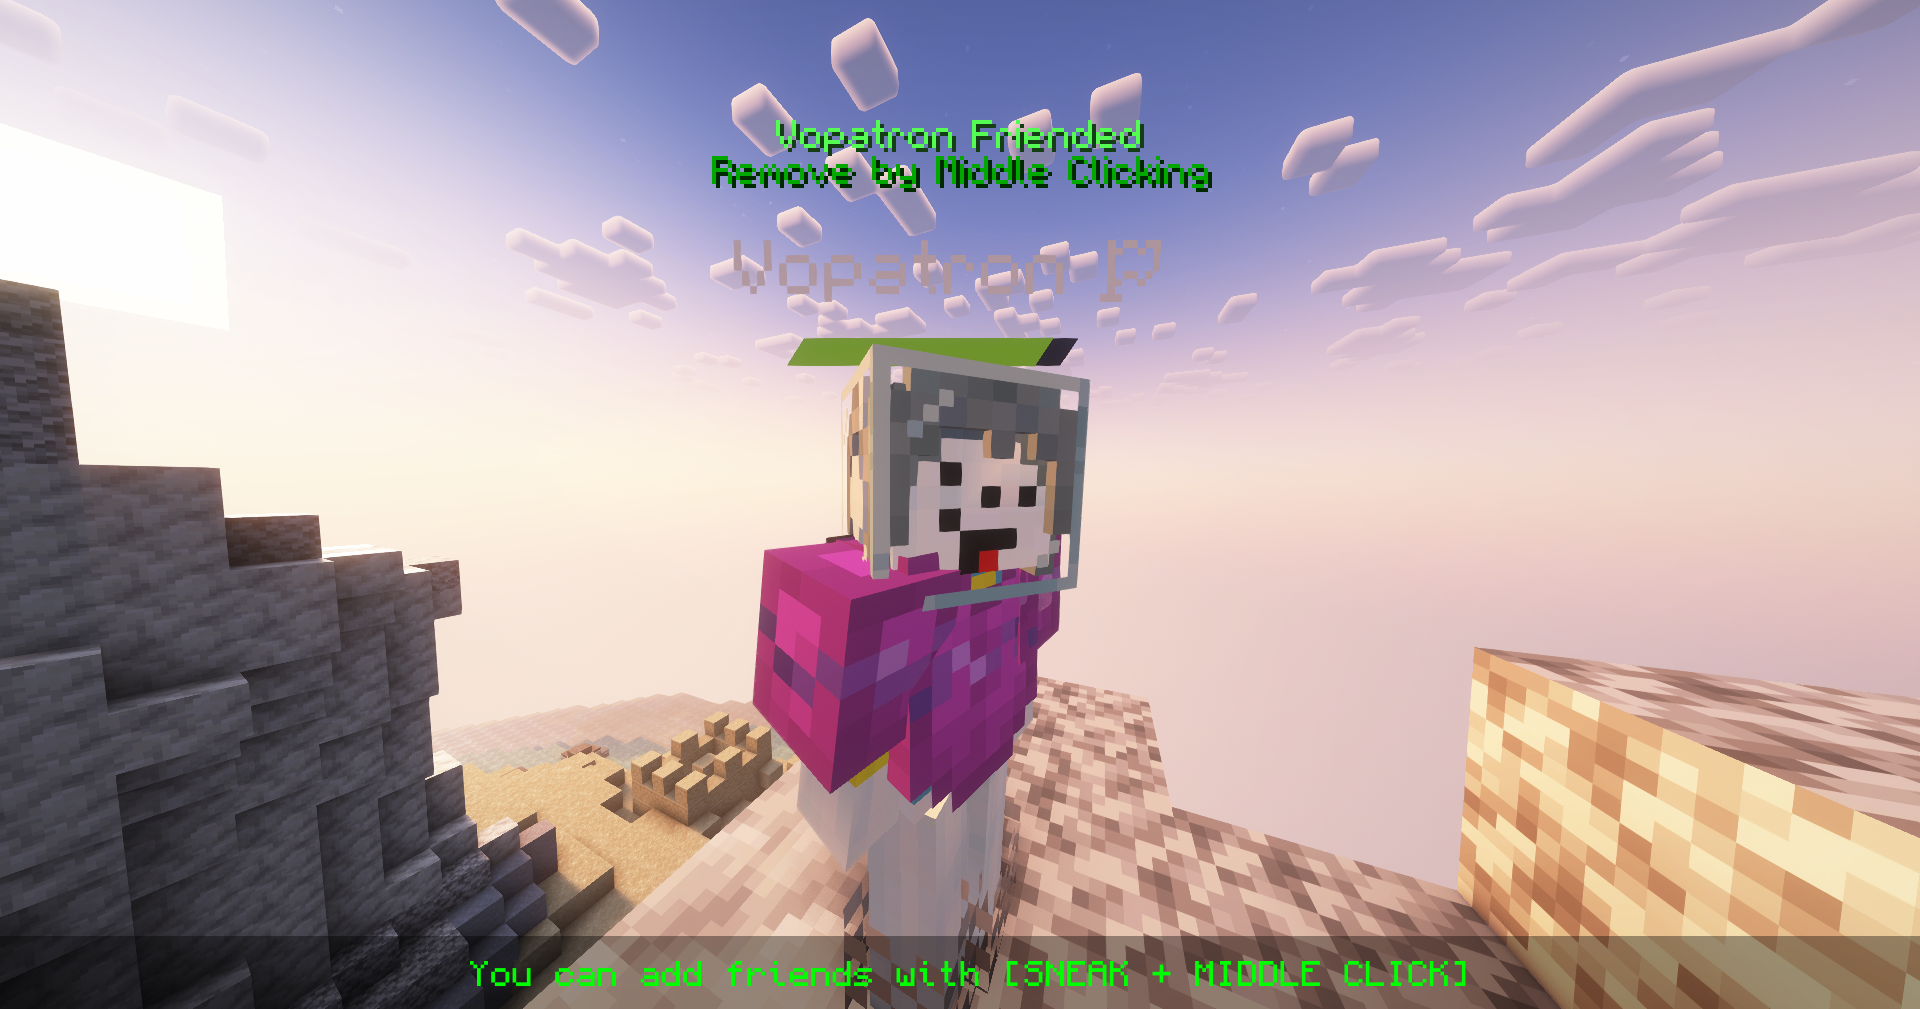 Vopatron Friended
Remove by Middle Clicking
Vopatron
You can add friends with [SNEAK + MIDDLE CLICK]